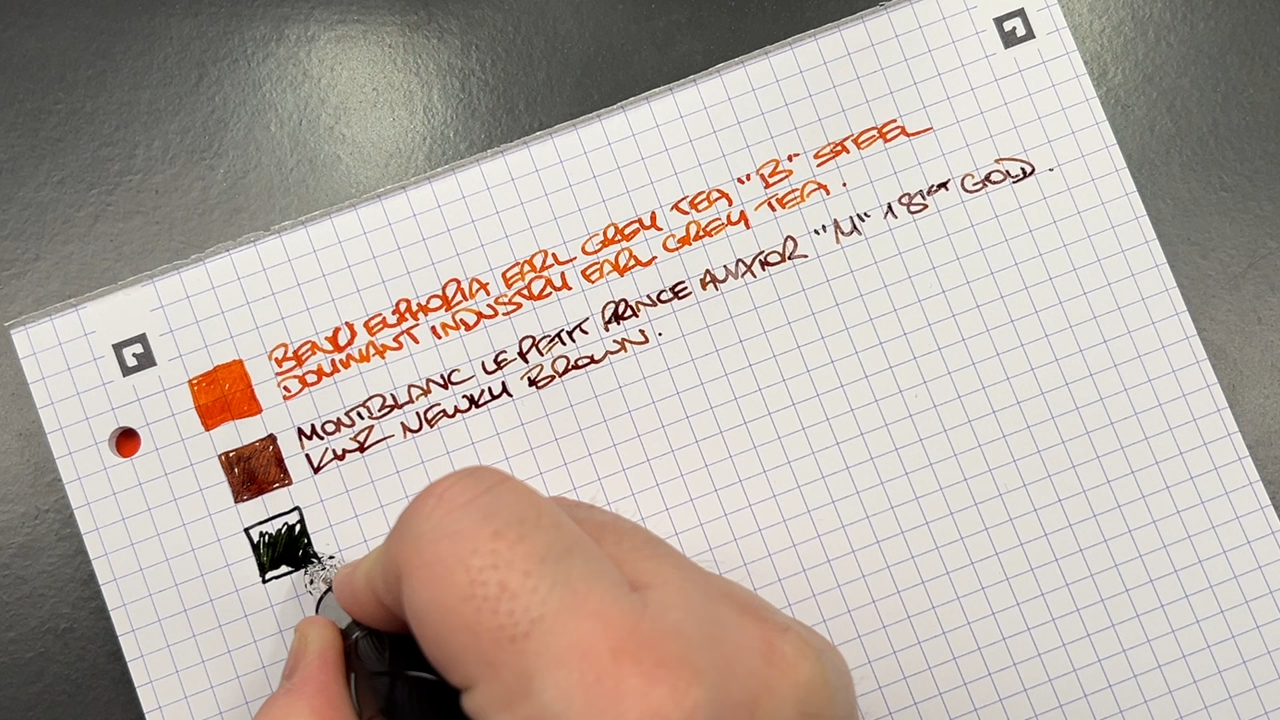 BENU EUPHORIA EARL GREY TEA "B" STEEL
DOMINANT INDUSTRY EARL GREY TEA.
MONTBLANC LE PETIT PRINCE AVIATOR "M" 18KT GOLD.
KWZ NEWKY BROWN.